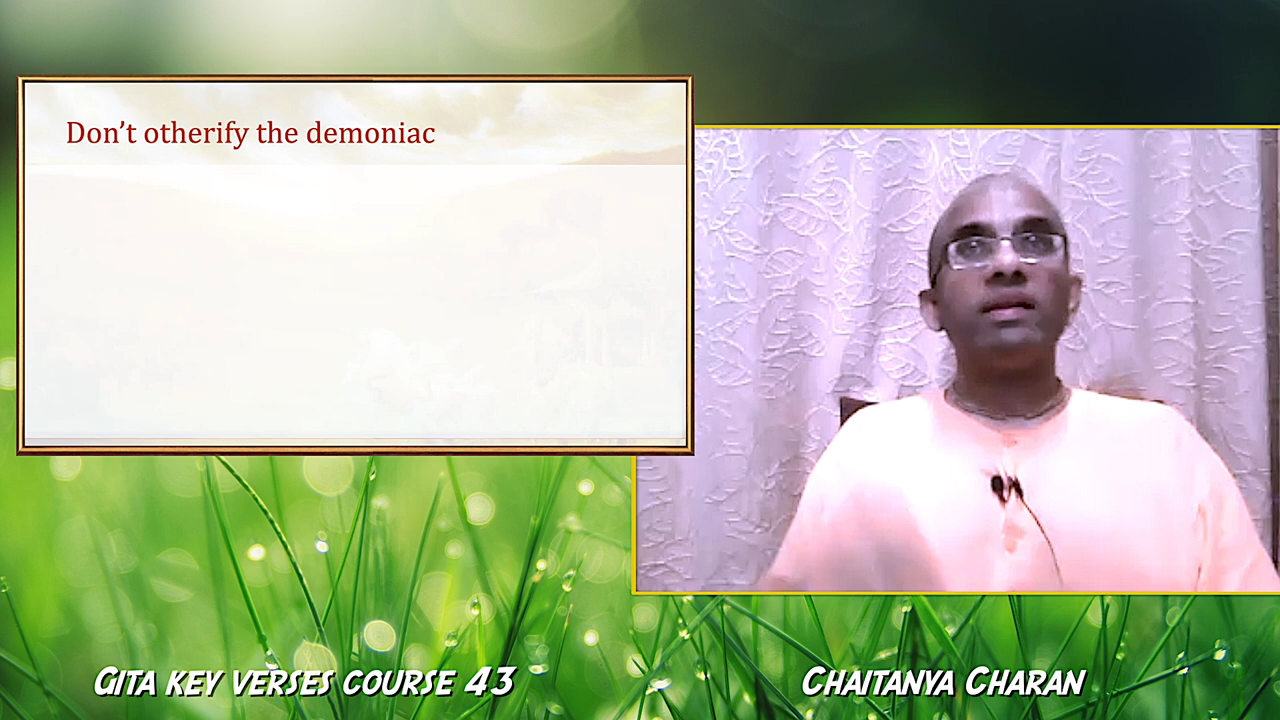 Don't otherify the demoniac
Gita key verses course 43
Chaitanya Charan